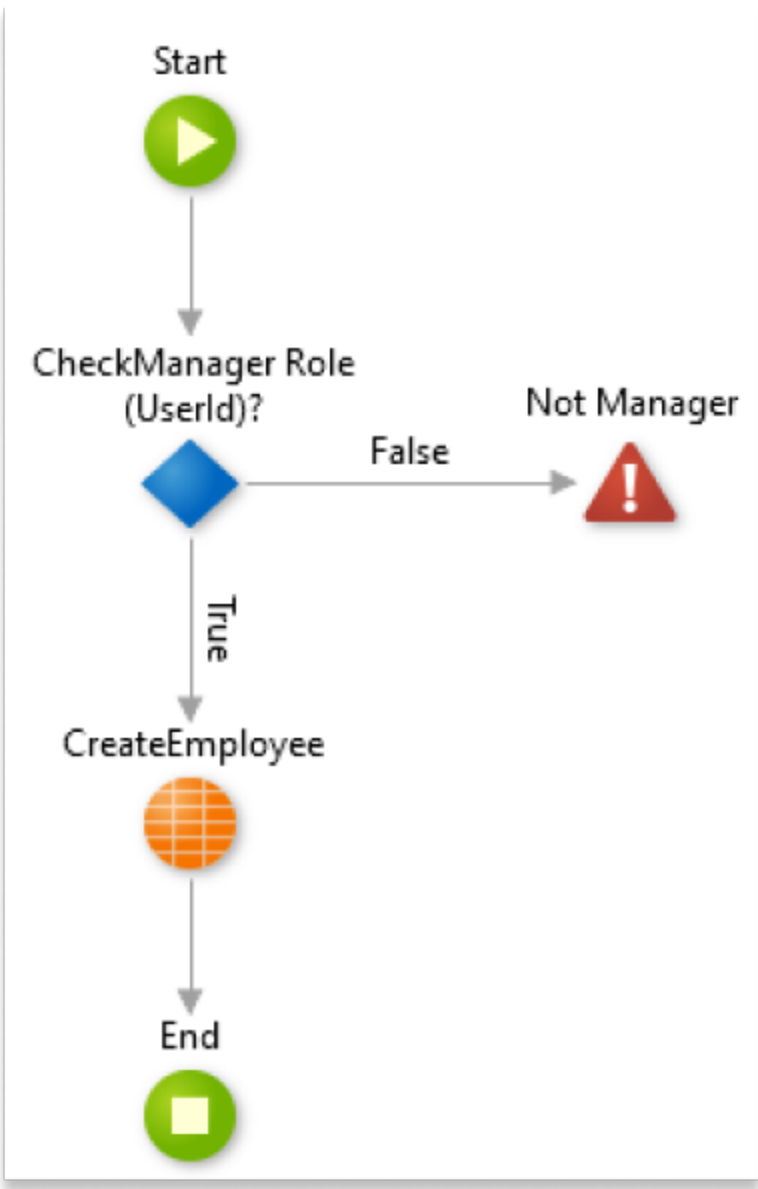 Start
CheckManager Role
(UserId)?
Not Manager
False
True
CreateEmployee
End